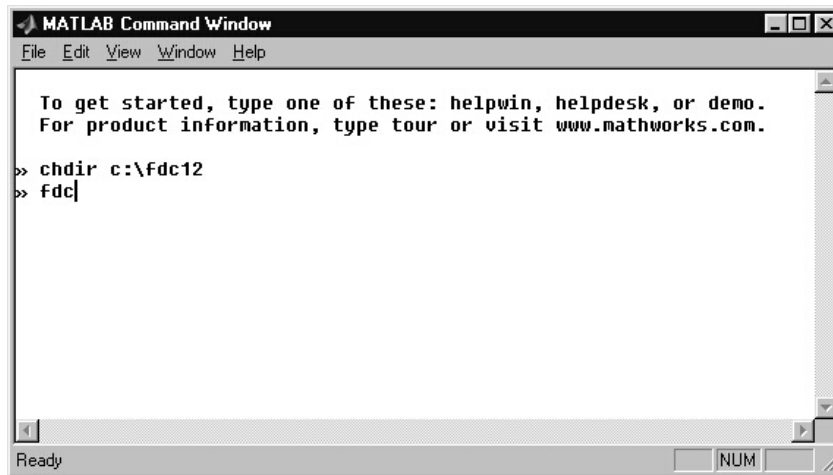 MATLAB Command Window
File Edit View Window Help
To get started, type one of these: helpwin, helpdesk, or demo.
For product information, type tour or visit www.mathworks.com.
» chdir c:\fdc12
» fdc
Ready NUM